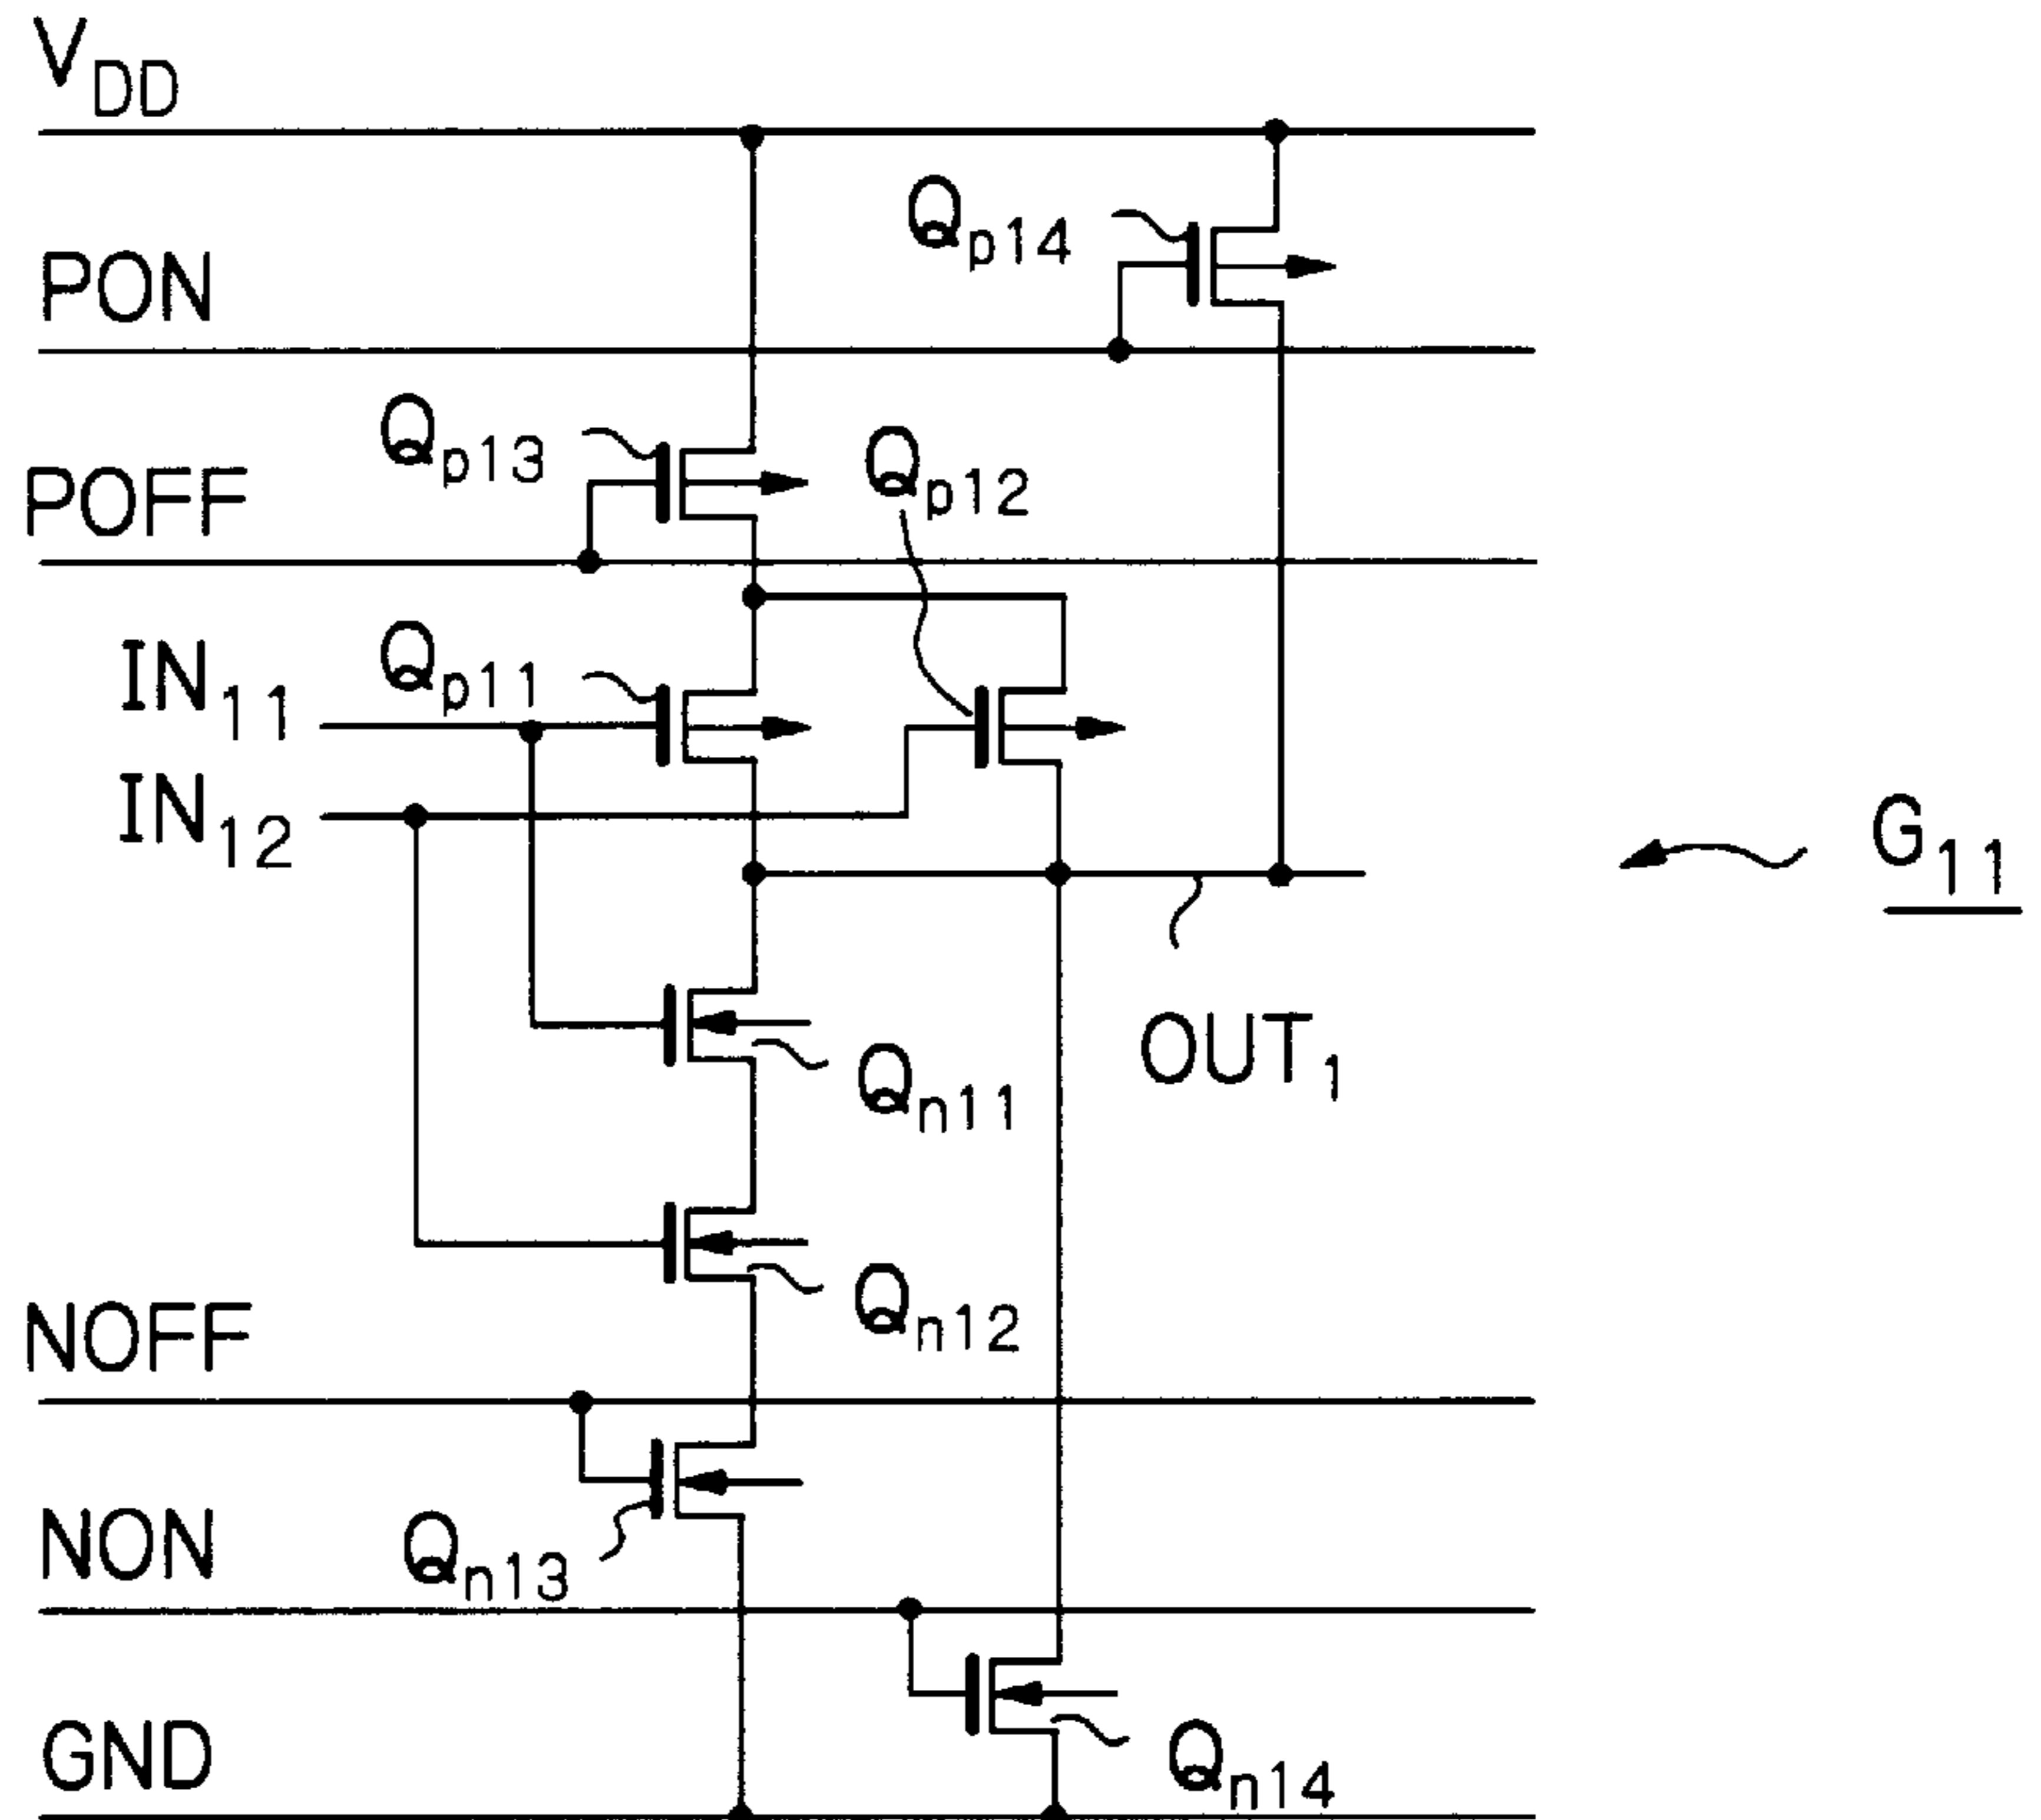 VDD
Qp14
PON
Qp13
Qp12
POFF
IN11
Qp11
IN12
G11
OUT1
Qn11
Qn12
NOFF
NON
Qn13
GND
Qn14